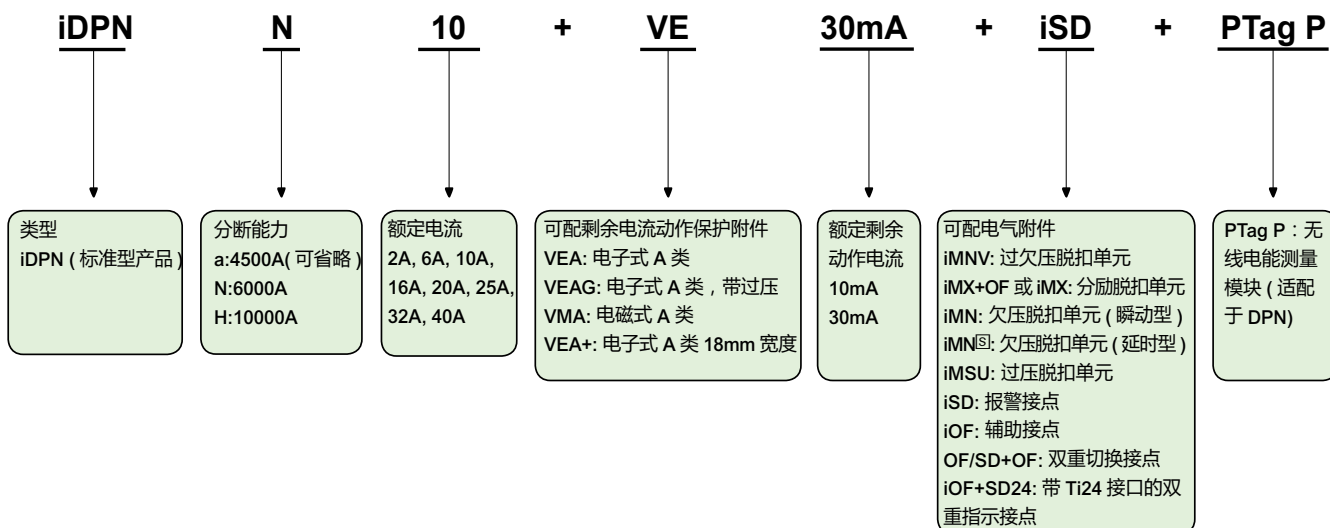 iDPN N 10 + VE 30mA + iSD + PTag P
类型
iDPN ( 标准型产品 )
分断能力
a:4500A( 可省略 )
N:6000A
H:10000A
额定电流
2A, 6A, 10A,
16A, 20A, 25A,
32A, 40A
可配剩余电流动作保护附件
VEA: 电子式 A 类
VEAG: 电子式 A 类 , 带过压
VMA: 电磁式 A 类
VEA+: 电子式 A 类 18mm 宽度
额定剩余
动作电流
10mA
30mA
可配电气附件
iMNV: 过欠压脱扣单元
iMX+OF 或 iMX: 分励脱扣单元
iMN: 欠压脱扣单元 ( 瞬动型 )
iMN🅂: 欠压脱扣单元 ( 延时型 )
iMSU: 过压脱扣单元
iSD: 报警接点
iOF: 辅助接点
OF/SD+OF: 双重切换接点
iOF+SD24: 带 Ti24 接口的双
重指示接点
PTag P : 无
线电能测量
模块 ( 适配
于 DPN)